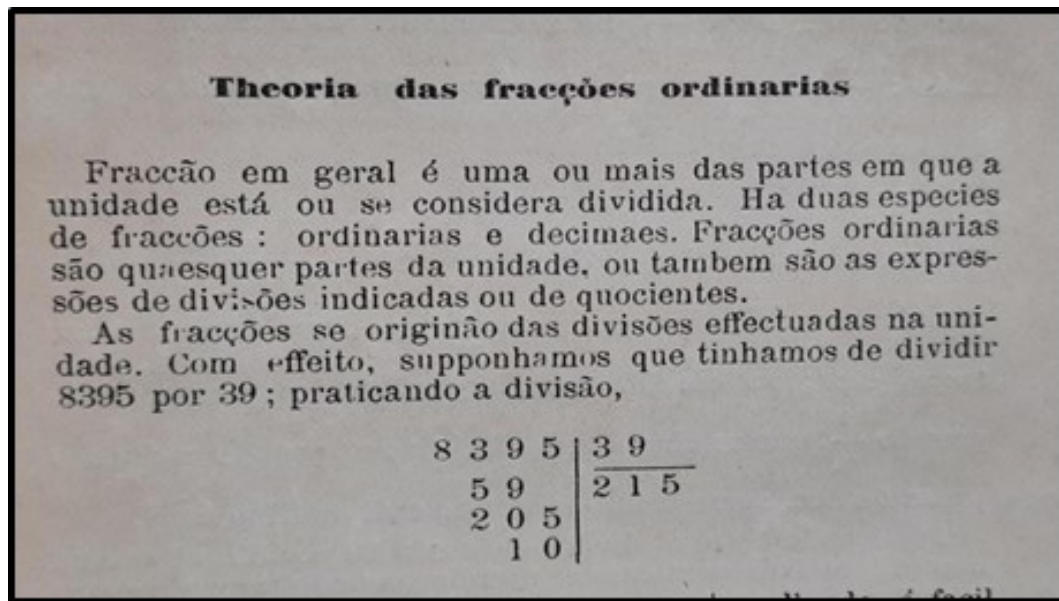 Theoria das fracções ordinarias
Fraccão em geral é uma ou mais das partes em que a
unidade está ou se considera dividida. Ha duas especies
de fraccões : ordinarias e decimaes. Fracções ordinarias
são quaesquer partes da unidade, ou tambem são as expres-
sões de divisões indicadas ou de quocientes.
As fracções se originão das divisões effectuadas na uni-
dade. Com effeito, supponhamos que tinhamos de dividir
8395 por 39 ; praticando a divisão,
8 3 9 5 | 3 9
5 9 | 2 1 5
2 0 5
1 0